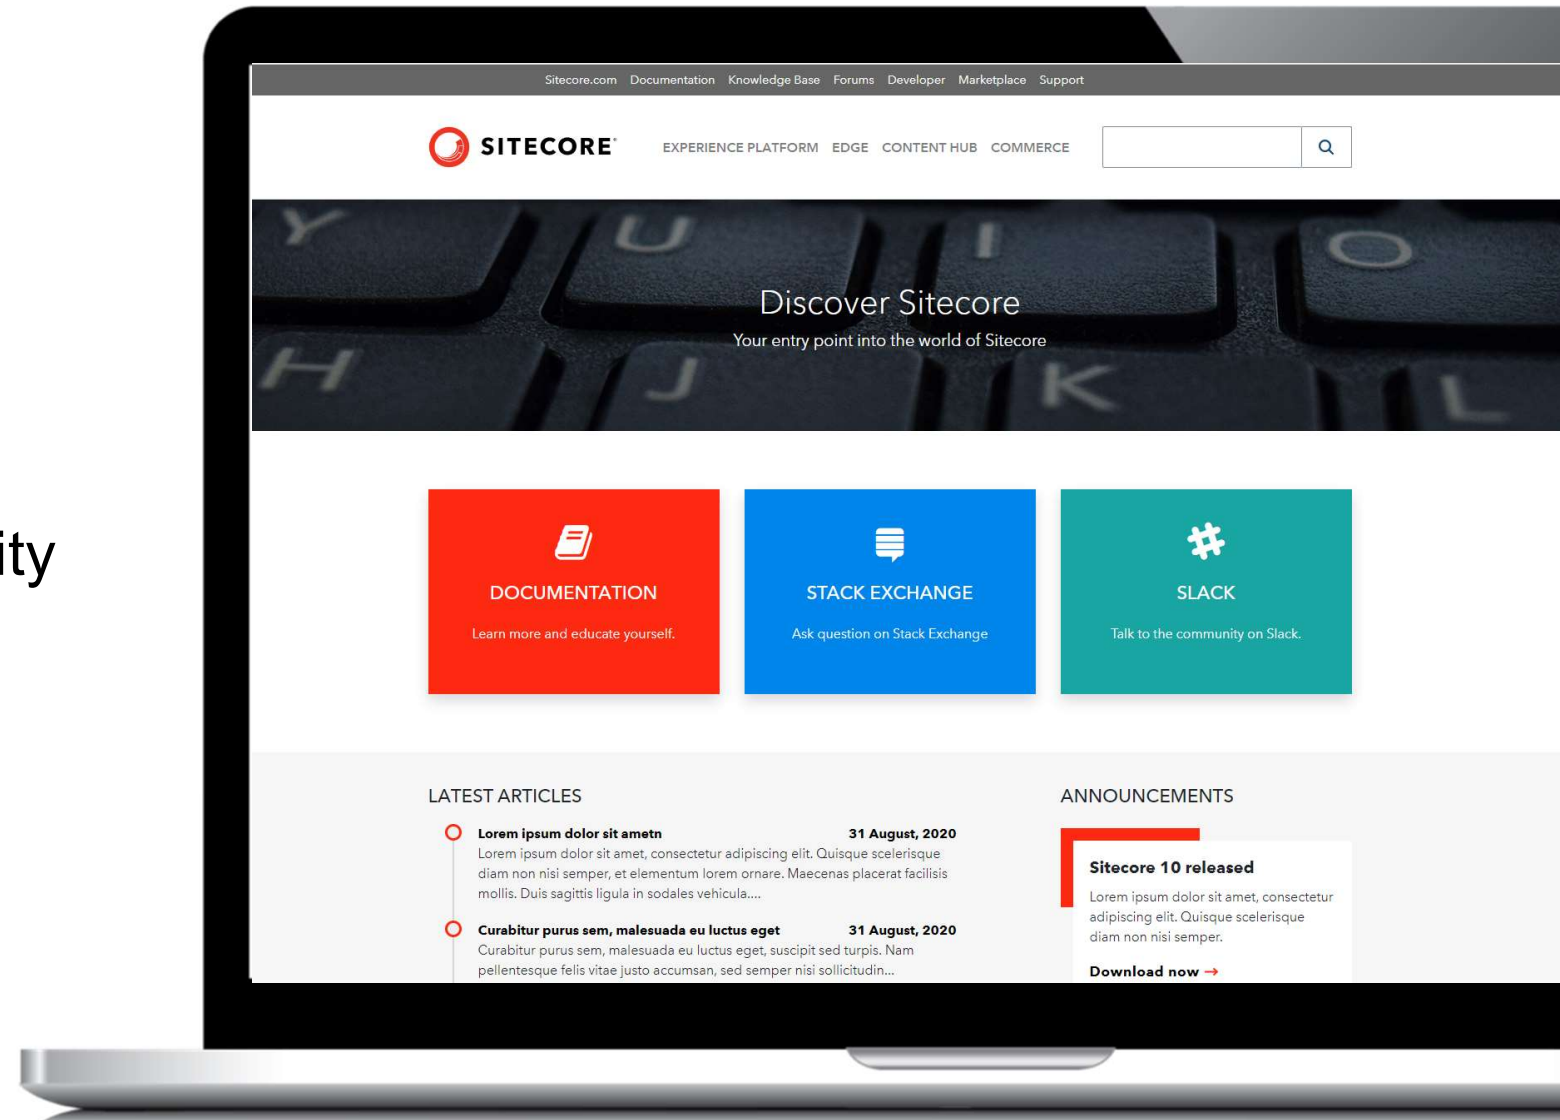 Sitecore.com Documentation Knowledge Base Forums Developer Marketplace Support
SITECORE
EXPERIENCE PLATFORM EDGE CONTENT HUB COMMERCE
Y U I O
Discover Sitecore
Your entry point into the world of Sitecore
H J K L
ity
DOCUMENTATION
Learn more and educate yourself.
STACK EXCHANGE
Ask question on Stack Exchange
SLACK
Talk to the community on Slack.
LATEST ARTICLES
Lorem ipsum dolor sit ametn 31 August, 2020
Lorem ipsum dolor sit amet, consectetur adipiscing elit. Quisque scelerisque
diam non nisi semper, et elementum lorem ornare. Maecenas placerat facilisis
mollis. Duis sagittis ligula in sodales vehicula....
Curabitur purus sem, malesuada eu luctus eget 31 August, 2020
Curabitur purus sem, malesuada eu luctus eget, suscipit sed turpis. Nam
pellentesque felis vitae justo accumsan, sed semper nisi sollicitudin...
ANNOUNCEMENTS
Sitecore 10 released
Lorem ipsum dolor sit amet, consectetur
adipiscing elit. Quisque scelerisque
diam non nisi semper.
Download now →